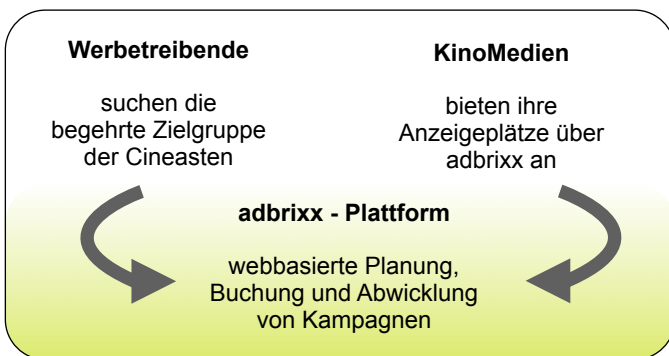 Werbetreibende
suchen die
begehrte Zielgruppe
der Cineasten
KinoMedien
bieten ihre
Anzeigeplätze über
adbrixx an
adbrixx - Plattform
webbasierte Planung,
Buchung und Abwicklung
von Kampagnen